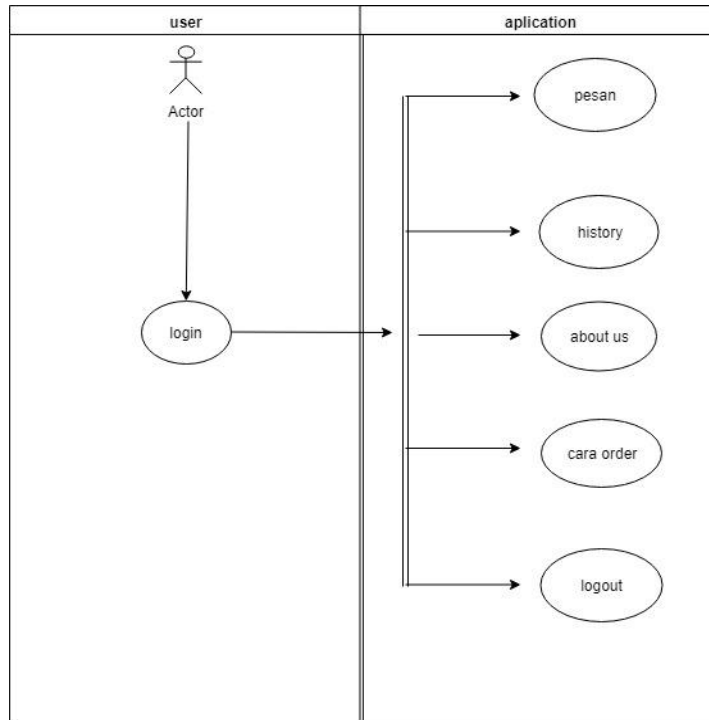 user
aplication
Actor
login
pesan
history
about us
cara order
logout